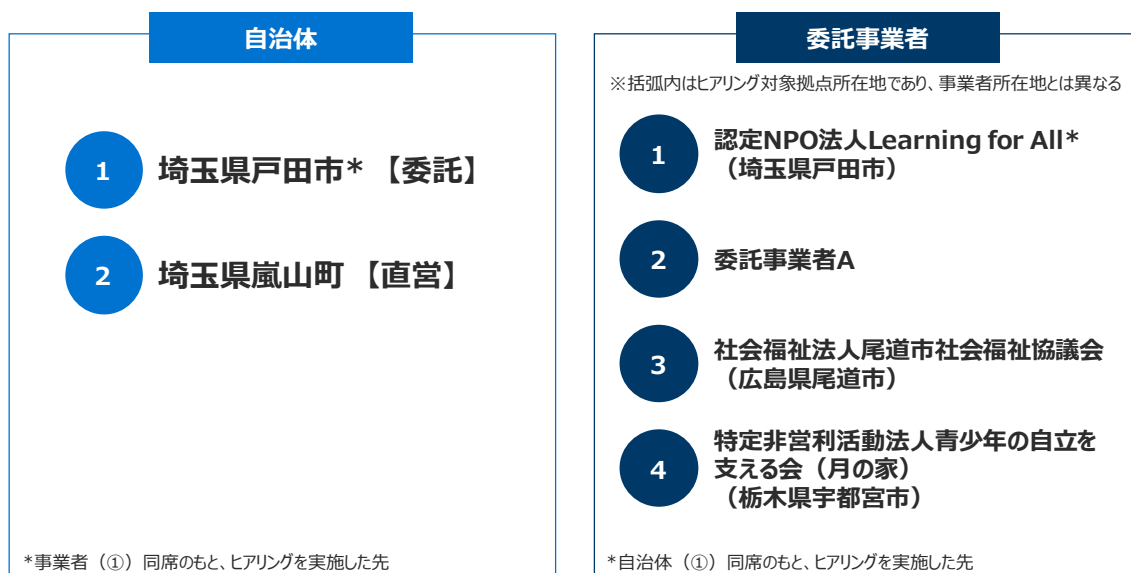 自治体
1
埼玉県戸田市* 【委託】
2
埼玉県嵐山町 【直営】
*事業者（①）同席のもと、ヒアリングを実施した先
委託事業者
※括弧内はヒアリング対象拠点所在地であり、事業者所在地とは異なる
1
認定NPO法人Learning for All*
（埼玉県戸田市）
2
委託事業者A
3
社会福祉法人尾道市社会福祉協議会
（広島県尾道市）
4
特定非営利活動法人青少年の自立を
支える会（月の家）
（栃木県宇都宮市）
*自治体（①）同席のもと、ヒアリングを実施した先